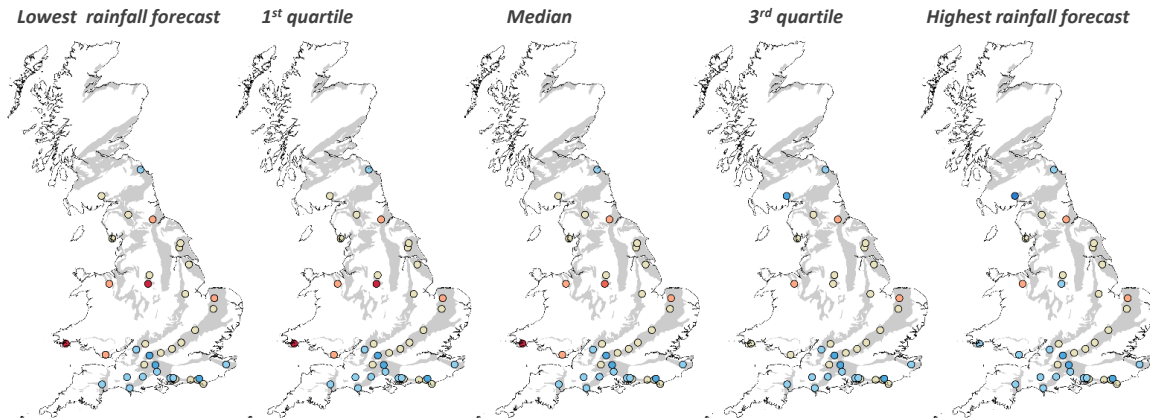 Lowest rainfall forecast
1st quartile
Median
3rd quartile
Highest rainfall forecast